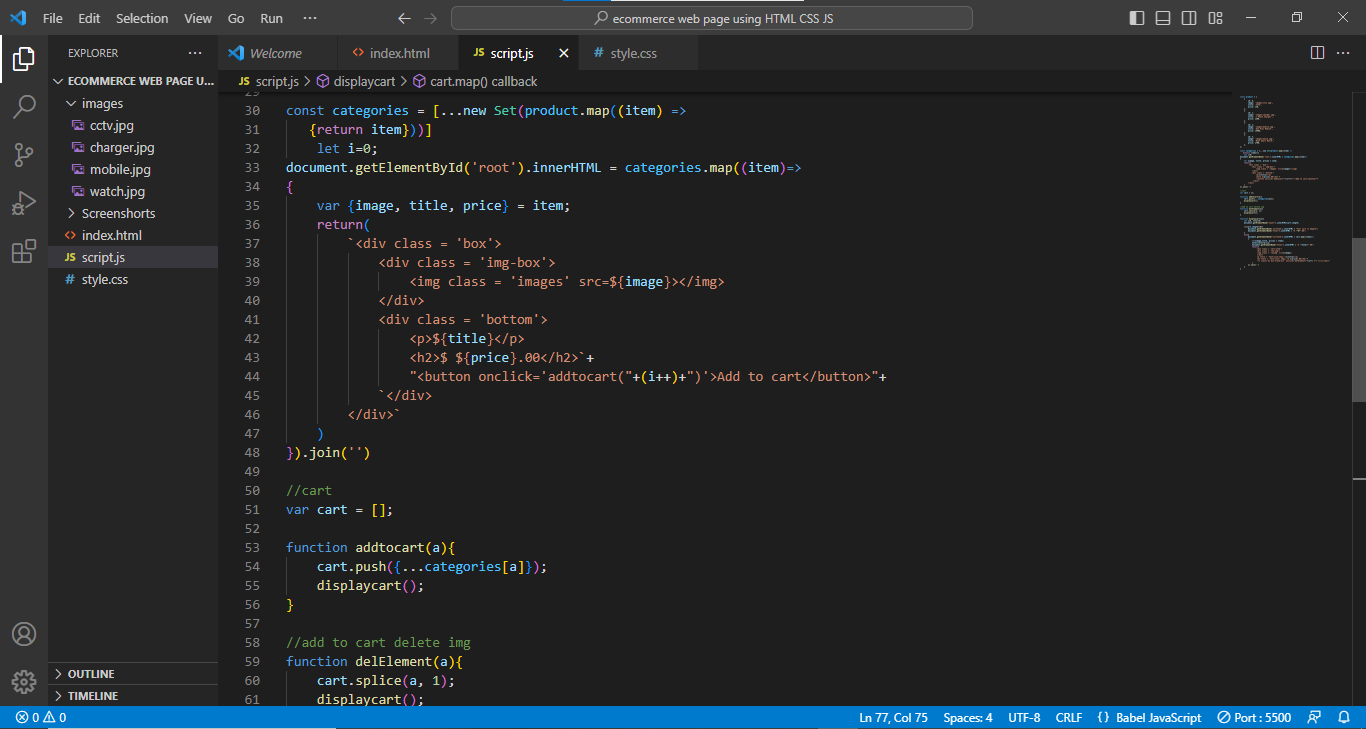 File Edit Selection View Go Run ··· ecommerce web page using HTML CSS JS
EXPLORER ···
Welcome
<> index.html
JS script.js
# style.css
ECOMMERCE WEB PAGE U...
JS script.js > displaycart > cart.map() callback
images
cctv.jpg
charger.jpg
mobile.jpg
watch.jpg
Screenshorts
<> index.html
JS script.js
# style.css
OUTLINE
TIMELINE
29
30 const categories = [...new Set(product.map((item) =>
31 {return item}))]
32 let i=0;
33 document.getElementById('root').innerHTML = categories.map((item)=>
34 {
35 var {image, title, price} = item;
36 return(
37 `<div class = 'box'>
38 <div class = 'img-box'>
39 <img class = 'images' src=${image}></img>
40 </div>
41 <div class = 'bottom'>
42 <p>${title}</p>
43 <h2>$ ${price}.00</h2>`+
44 "<button onclick='addtocart("+(i++)+")'>Add to cart</button>"+
45 `</div>
46 </div>`
47 )
48 }).join('')
49
50 //cart
51 var cart = [];
52
53 function addtocart(a){
54 cart.push({...categories[a]});
55 displaycart();
56 }
57
58 //add to cart delete img
59 function delElement(a){
60 cart.splice(a, 1);
61 displaycart();
0 0 Ln 77, Col 75 Spaces: 4 UTF-8 CRLF {} Babel JavaScript Port : 5500